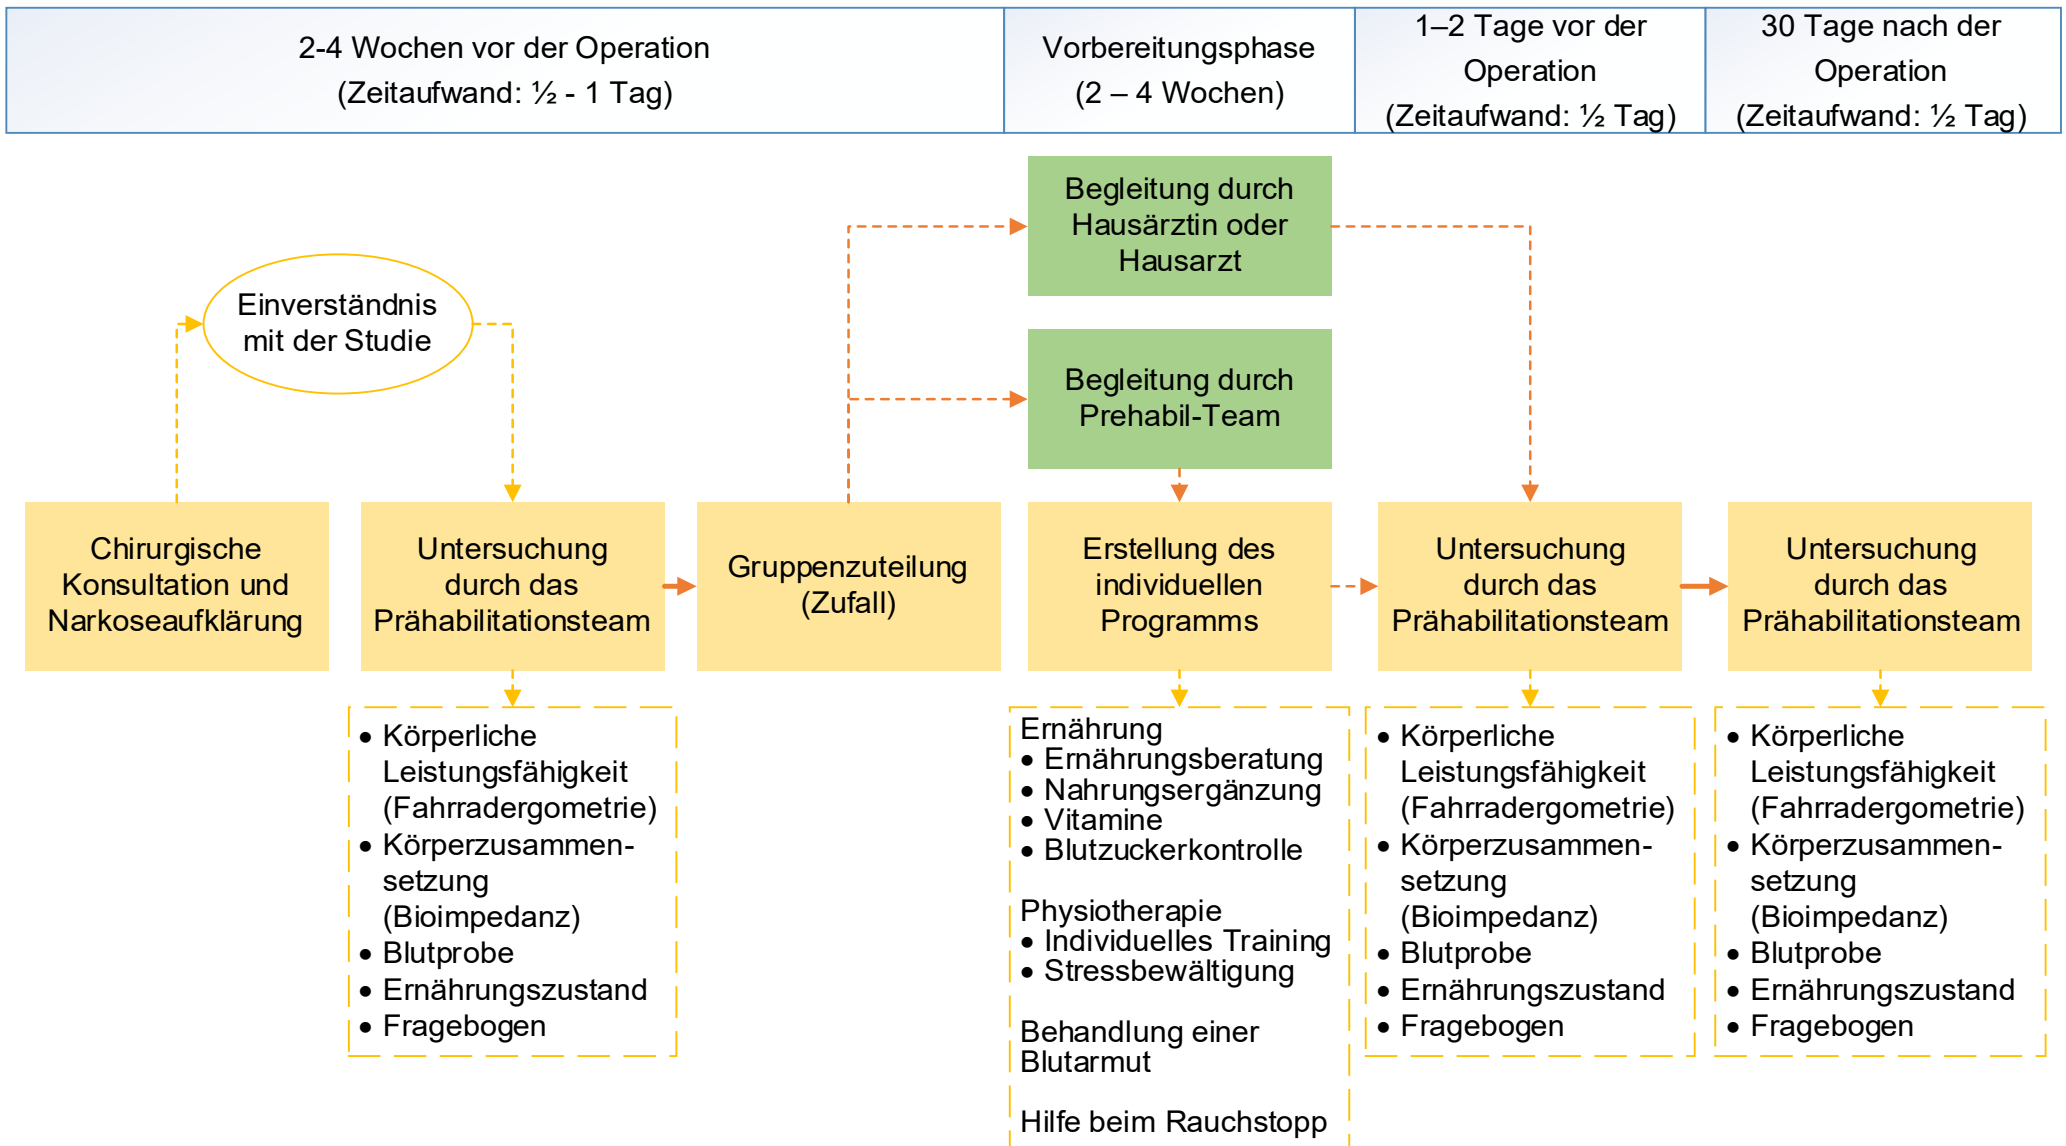 2-4 Wochen vor der Operation
(Zeitaufwand: ½ - 1 Tag)
Vorbereitungsphase
(2 – 4 Wochen)
1–2 Tage vor der
Operation
(Zeitaufwand: ½ Tag)
30 Tage nach der
Operation
(Zeitaufwand: ½ Tag)
Begleitung durch
Hausärztin oder
Hausarzt
Einverständnis
mit der Studie
Begleitung durch
Prehabil-Team
Chirurgische
Konsultation und
Narkoseaufklärung
Untersuchung
durch das
Prähabilitationsteam
Gruppenzuteilung
(Zufall)
Erstellung des
individuellen
Programms
Untersuchung
durch das
Prähabilitationsteam
Untersuchung
durch das
Prähabilitationsteam
• Körperliche
Leistungsfähigkeit
(Fahrradergometrie)
• Körperzusammen-
setzung
(Bioimpedanz)
• Blutprobe
• Ernährungszustand
• Fragebogen
Ernährung
• Ernährungsberatung
• Nahrungsergänzung
• Vitamine
• Blutzuckerkontrolle
Physiotherapie
• Individuelles Training
• Stressbewältigung
Behandlung einer
Blutarmut
Hilfe beim Rauchstopp
• Körperliche
Leistungsfähigkeit
(Fahrradergometrie)
• Körperzusammen-
setzung
(Bioimpedanz)
• Blutprobe
• Ernährungszustand
• Fragebogen
• Körperliche
Leistungsfähigkeit
(Fahrradergometrie)
• Körperzusammen-
setzung
(Bioimpedanz)
• Blutprobe
• Ernährungszustand
• Fragebogen